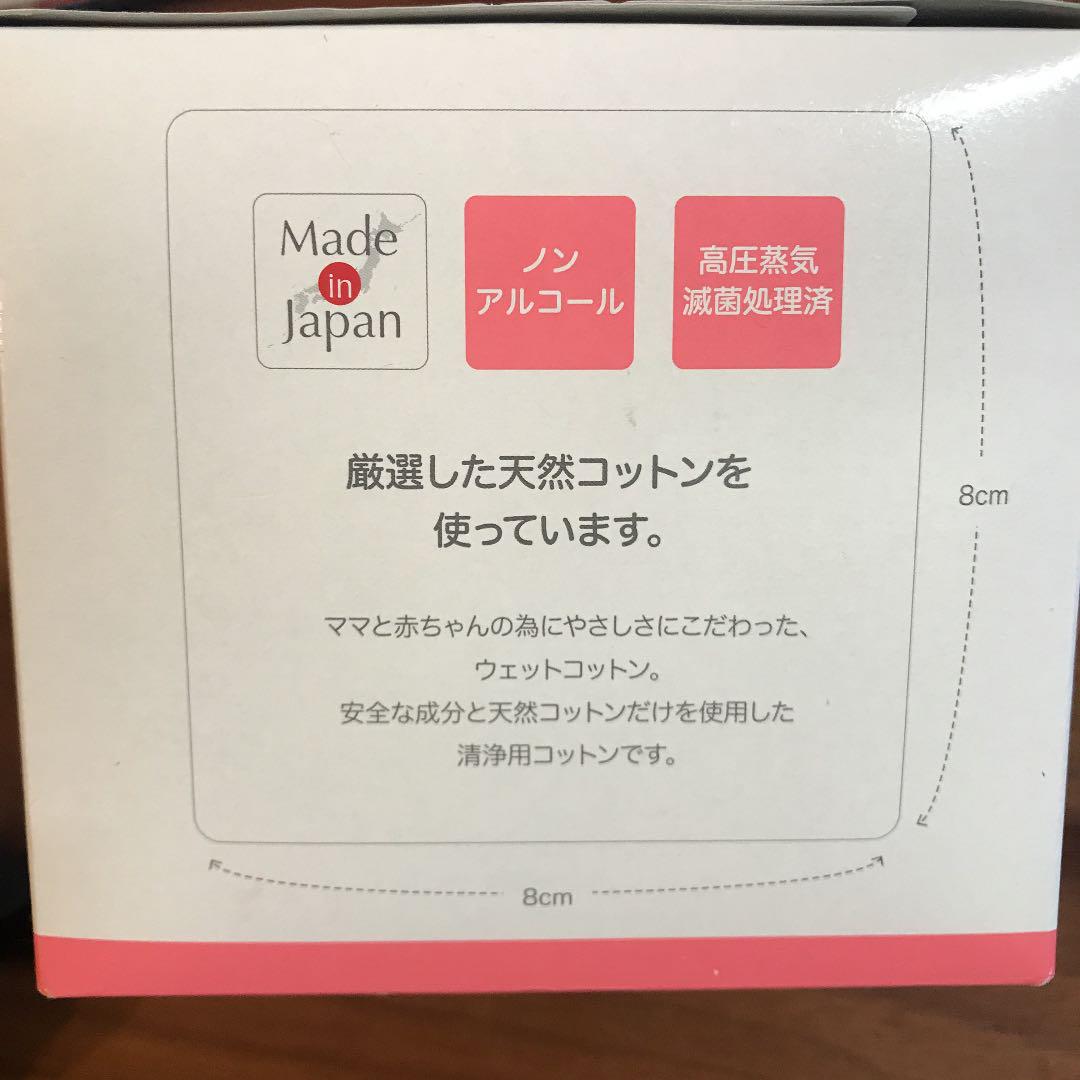 Made
in
Japan
ノン
アルコール
高圧蒸気
滅菌処理済
厳選した天然コットンを
使っています。
ママと赤ちゃんの為にやさしさにこだわった、
ウェットコットン。
安全な成分と天然コットンだけを使用した
清浄用コットンです。
8cm
8cm